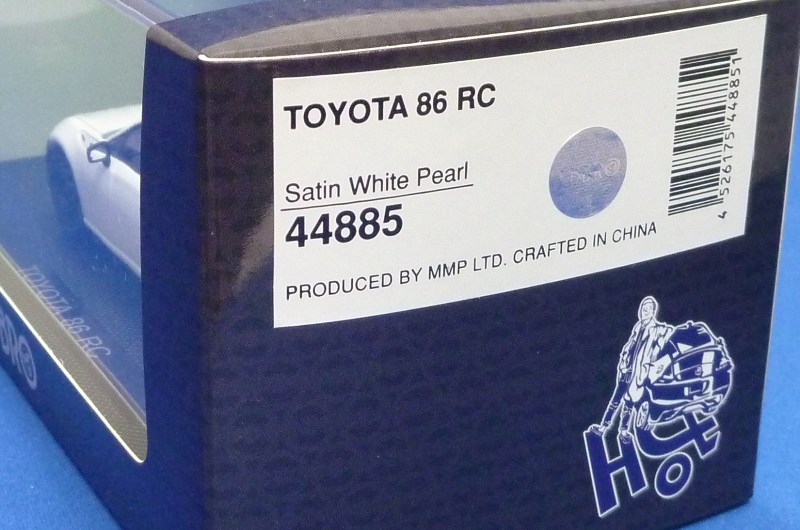 TOYOTA 86 RC
Satin White Pearl
44885
PRODUCED BY MMP LTD. CRAFTED IN CHINA
4 526175 448851
TOYOTA 86 RC
BRO